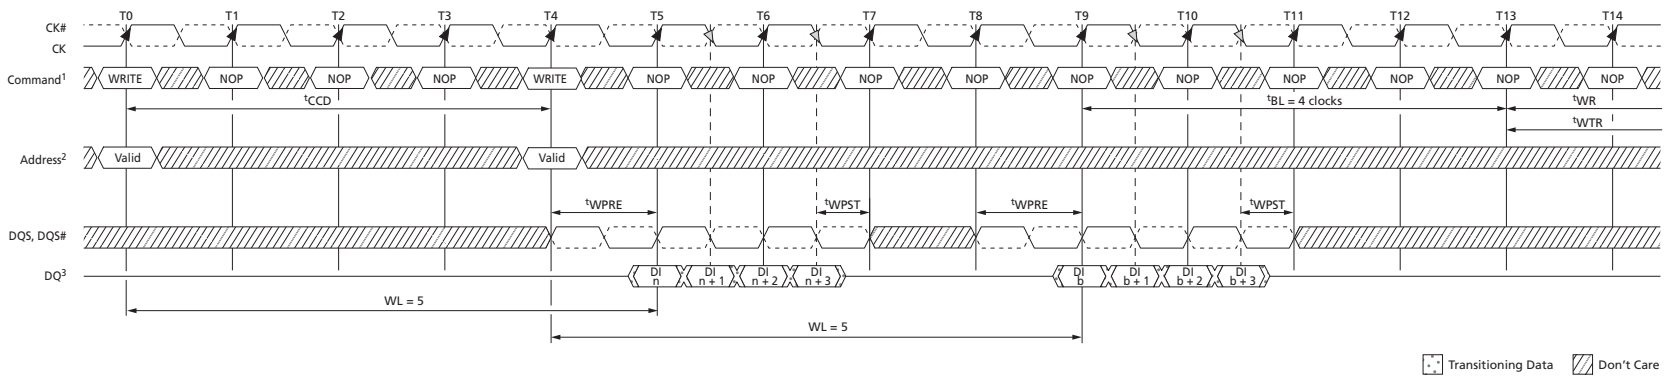 T0 T1 T2 T3 T4 T5 T6 T7 T8 T9 T10 T11 T12 T13 T14
CK#
CK
Command1 WRITE NOP NOP NOP WRITE NOP NOP NOP NOP NOP NOP NOP NOP NOP NOP
tCCD tBL = 4 clocks tWR
tWTR
Address2 Valid Valid
tWPRE tWPST tWPRE tWPST
DQS, DQS#
DQ3 DI n DI n + 1 DI n + 2 DI n + 3 DI b DI b + 1 DI b + 2 DI b + 3
WL = 5
WL = 5
Transitioning Data Don't Care